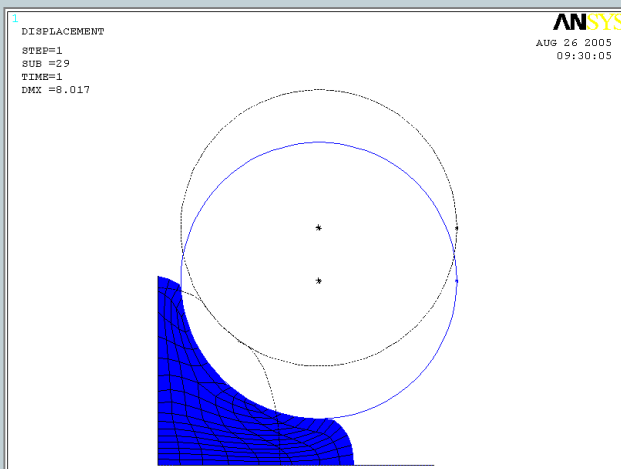 1
DISPLACEMENT
STEP=1
SUB =29
TIME=1
DMX =8.017
ANSYS
AUG 26 2005
09:30:05